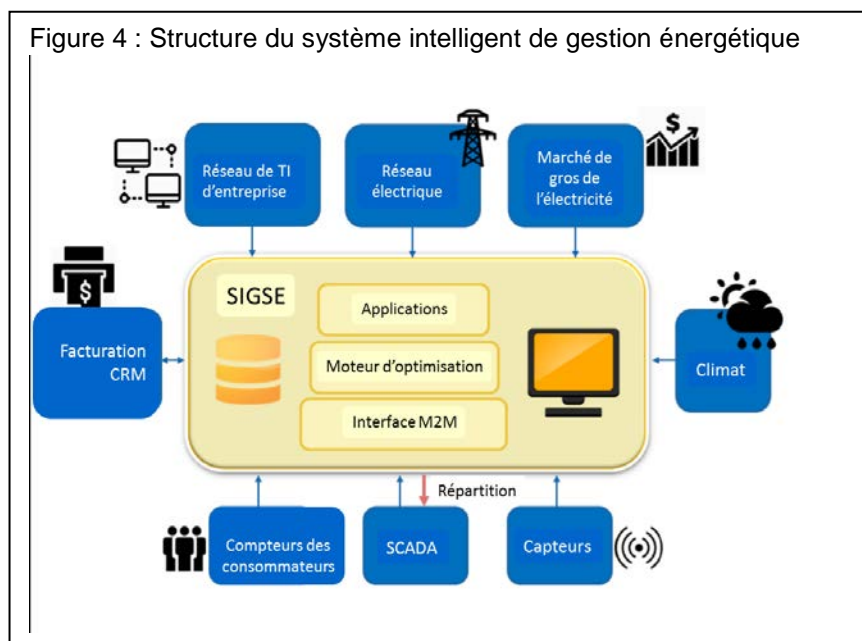 Figure 4 : Structure du système intelligent de gestion énergétique
Réseau de TI
d'entreprise
Réseau
électrique
Marché de
gros de
l'électricité
$
$
SIGSE
Applications
Moteur d'optimisation
Interface M2M
Facturation
CRM
Climat
Répartition
Compteurs des
consommateurs
SCADA
Capteurs